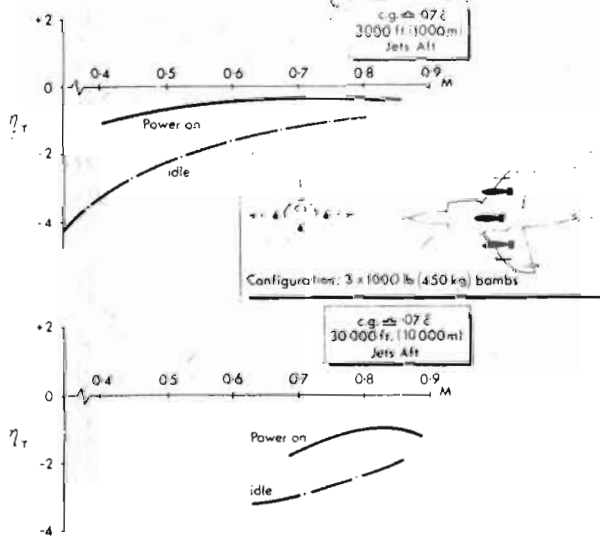 c.g. ≏ ·07 c̄
3000 ft.(1000m)
Jets Aft
+2
0·4 0·5 0·6 0·7 0·8 0·9 M
0
Power on
ηT
-2
idle
-4
Configuration: 3 x 1000 lb (450 kg) bombs
+2
c.g. ≏ ·07 c̄
30 000 ft. (10 000m)
Jets Aft
0·4 0·5 0·6 0·7 0·8 0·9 M
0
Power on
ηT
-2
idle
-4